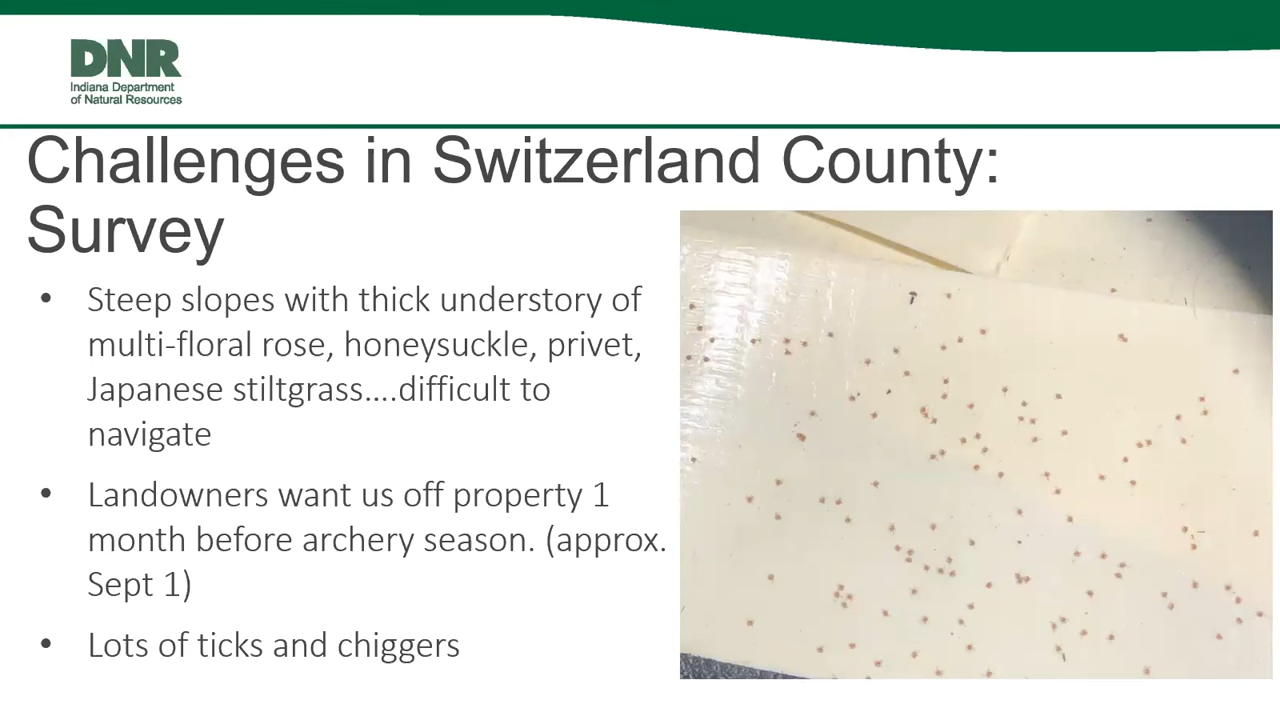 DNR
Indiana Department
of Natural Resources
Challenges in Switzerland County:
Survey
• Steep slopes with thick understory of
multi-floral rose, honeysuckle, privet,
Japanese stiltgrass....difficult to
navigate
• Landowners want us off property 1
month before archery season. (approx.
Sept 1)
• Lots of ticks and chiggers